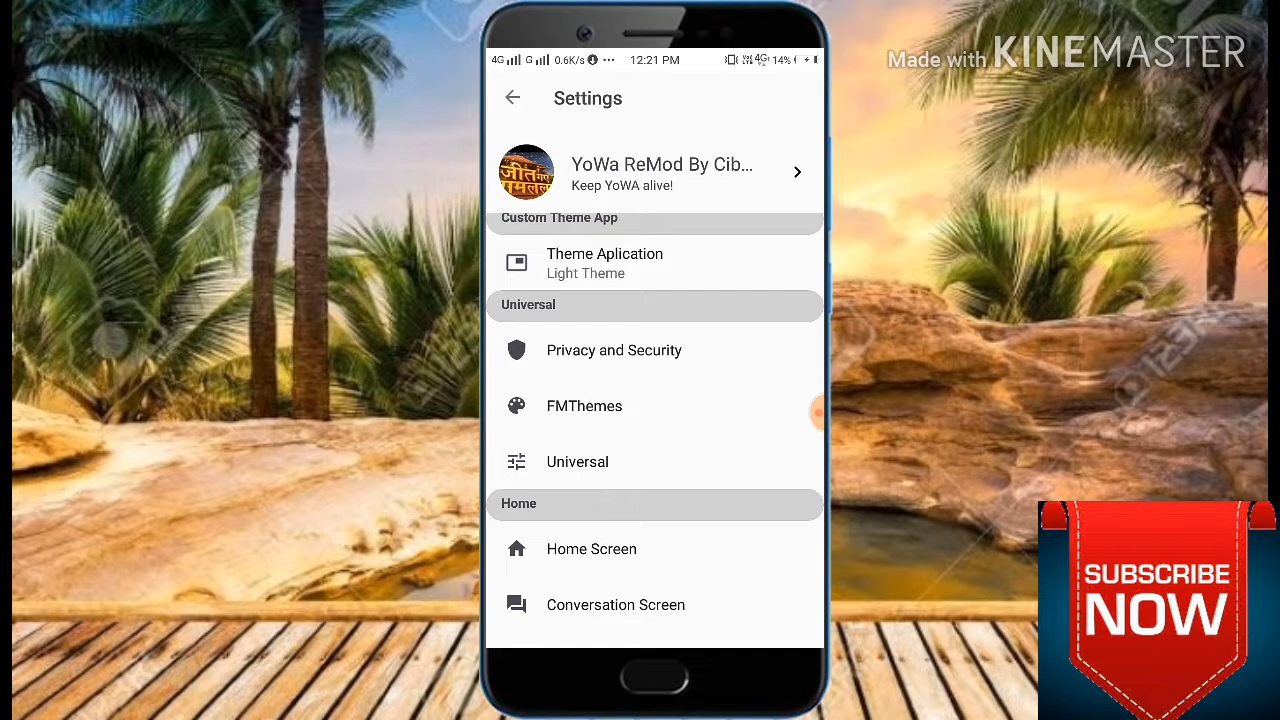 Made with KINEMASTER
4G G 0.6K/s ••• 12:21 PM 4G 14%
Settings
YoWa ReMod By Cib...
Keep YoWA alive!
Custom Theme App
Theme Aplication
Light Theme
Universal
Privacy and Security
FMThemes
Universal
Home
Home Screen
Conversation Screen
SUBSCRIBE
NOW